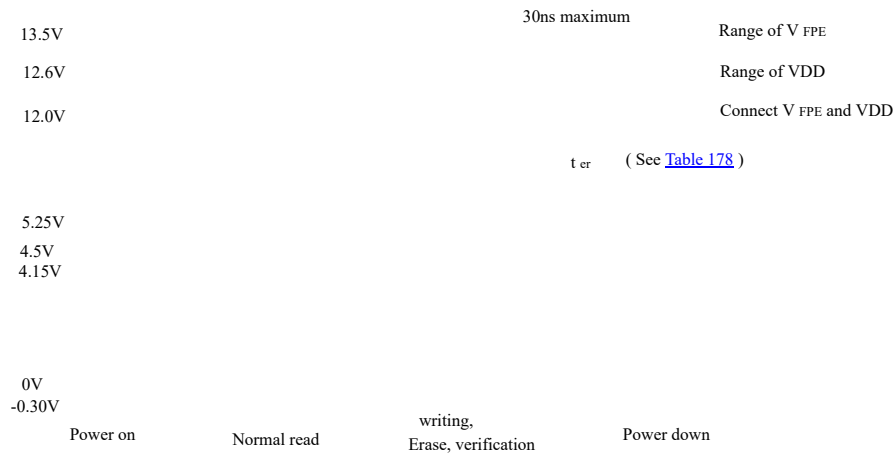 30ns maximum
13.5V
Range of V FPE
12.6V
Range of VDD
12.0V
Connect V FPE and VDD
t er ( See Table 178 )
5.25V
4.5V
4.15V
0V
-0.30V
Power on
Normal read
writing,
Erase, verification
Power down